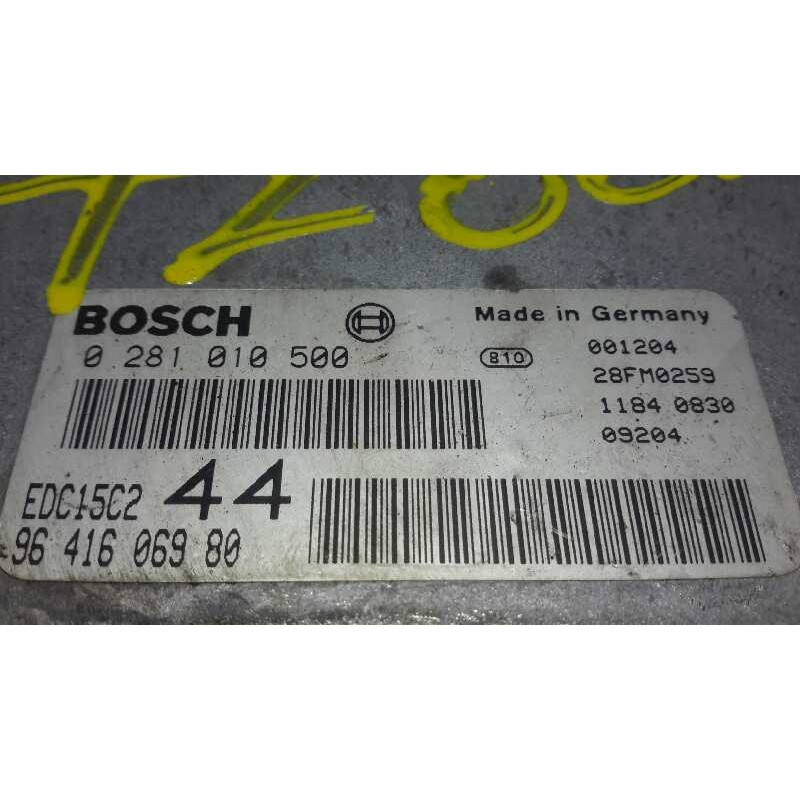 BOSCH
Made in Germany
0 281 010 500
810
001204
28FM0259
1184 0830
09204
EDC15C2 44
96 416 069 80